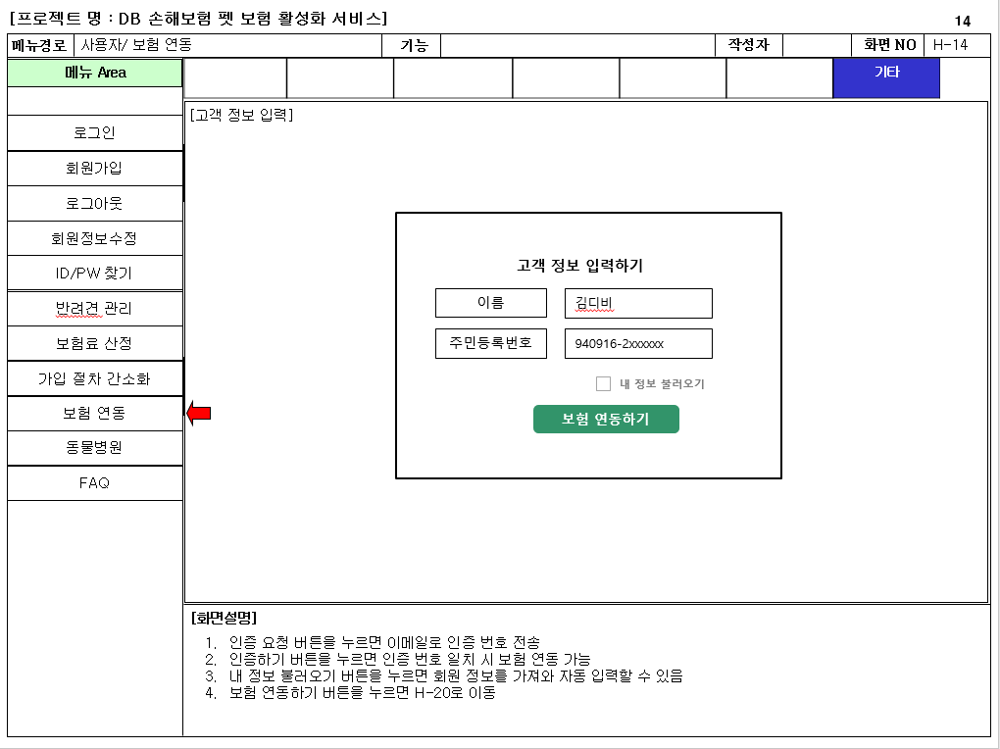 [프로젝트 명 : DB 손해보험 펫 보험 활성화 서비스]
14
메뉴경로 사용자/ 보험 연동 기능 작성자 화면 NO H-14
메뉴 Area
기타
로그인
회원가입
로그아웃
회원정보수정
ID/PW 찾기
반려견 관리
보험료 산정
가입 절차 간소화
보험 연동
동물병원
FAQ
[고객 정보 입력]
고객 정보 입력하기
이름 김디비
주민등록번호 940916-2xxxxxx
내 정보 불러오기
보험 연동하기
[화면설명]
1. 인증 요청 버튼을 누르면 이메일로 인증 번호 전송
2. 인증하기 버튼을 누르면 인증 번호 일치 시 보험 연동 가능
3. 내 정보 불러오기 버튼을 누르면 회원 정보를 가져와 자동 입력할 수 있음
4. 보험 연동하기 버튼을 누르면 H-20로 이동